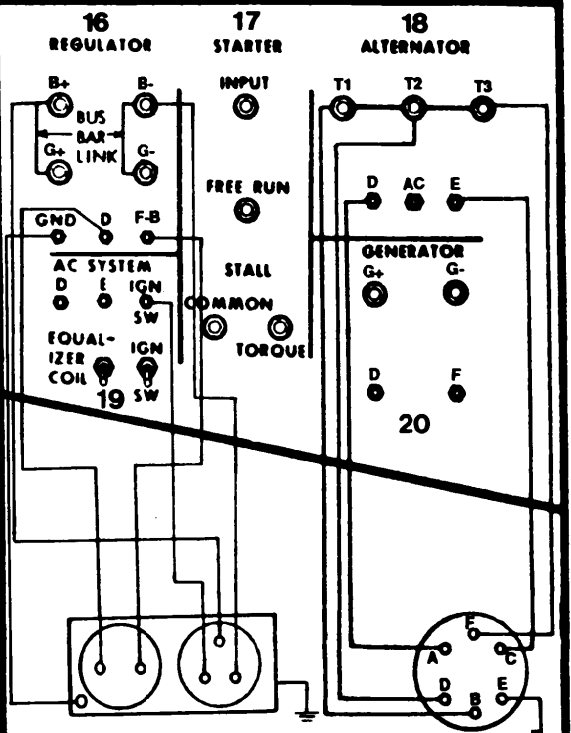 16 17 18
REGULATOR STARTER ALTERNATOR
B+ B- INPUT T1 T2 T3
BUS
BAR
LINK
G+ G-
FREE RUN D AC E
GND D F-B
AC SYSTEM STALL GENERATOR
D E IGN G+ G-
SW COMMON
EQUAL- IGN TORQUE
IZER
COIL SW D F
19 20
F
A C
D B E